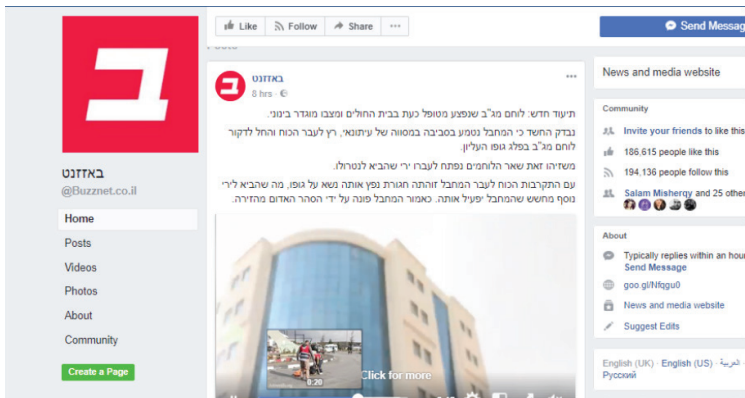 ב
Like
Follow
Share
Send Messag
באזזנט
@Buzznet.co.il
Home
Posts
Videos
Photos
About
Community
Create a Page
באזזנט
8 hrs
תיעוד חדש: לוחם מג"ב שנפצע מטופל כעת בבית החולים ומצבו מוגדר בינוני.
נבדק החשד כי המחבל נטמע בסביבה במסווה של עיתונאי, רץ לעבר הכוח והחל לדקור
לוחם מג"ב בפלג גופו העליון.
משזיהו זאת שאר הלוחמים נפתח לעברו ירי שהביא לנטרולו.
עם התקרבות הכוח לעבר המחבל זוהתה חגורת נפץ אותה נשא על גופו, מה שהביא לירי
נוסף מחשש שהמחבל יפעיל אותה. כאמור המחבל פונה על ידי הסהר האדום מהזירה.
0:20
Click for more
News and media website
Community
Invite your friends to like this
186,615 people like this
194,136 people follow this
Salam Mishergy and 25 other
About
Typically replies within an hour
Send Message
goo.gl/Nfqgu0
News and media website
Suggest Edits
English (UK) · English (US) · العربية ·
Русский